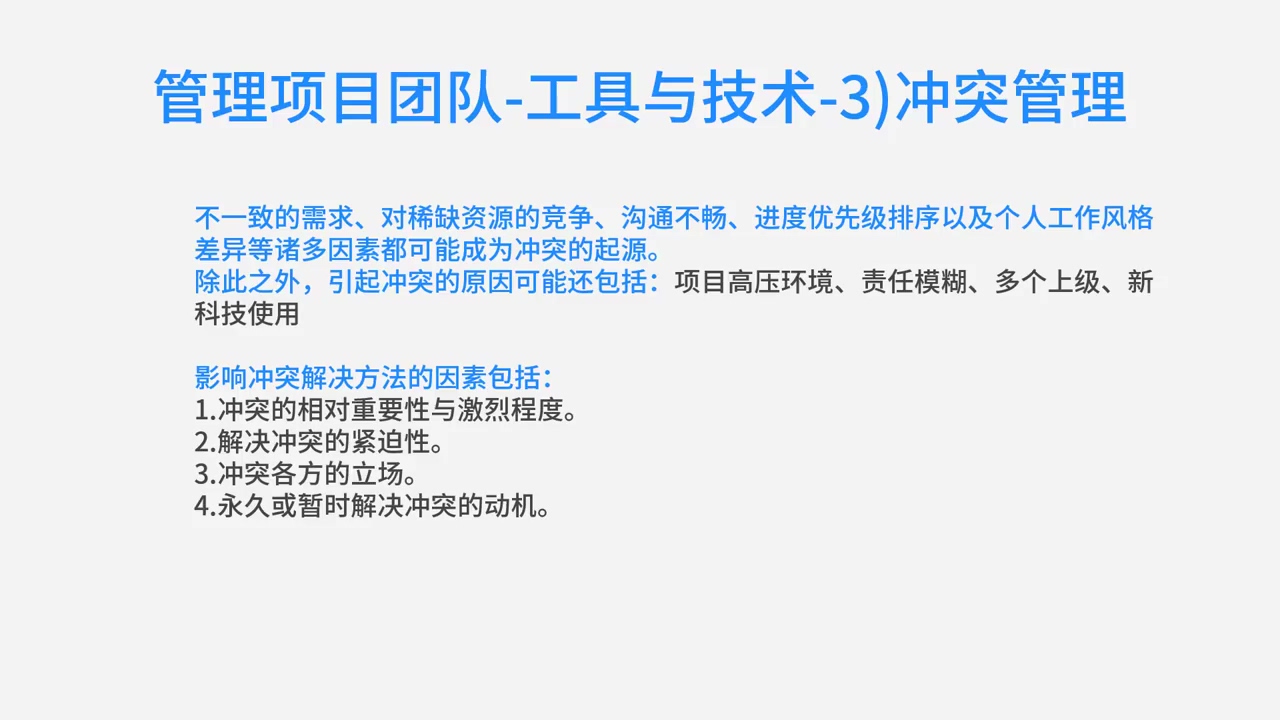 管理项目团队-工具与技术-3)冲突管理
不一致的需求、对稀缺资源的竞争、沟通不畅、进度优先级排序以及个人工作风格
差异等诸多因素都可能成为冲突的起源。
除此之外，引起冲突的原因可能还包括：项目高压环境、责任模糊、多个上级、新
科技使用
影响冲突解决方法的因素包括：
1.冲突的相对重要性与激烈程度。
2.解决冲突的紧迫性。
3.冲突各方的立场。
4.永久或暂时解决冲突的动机。